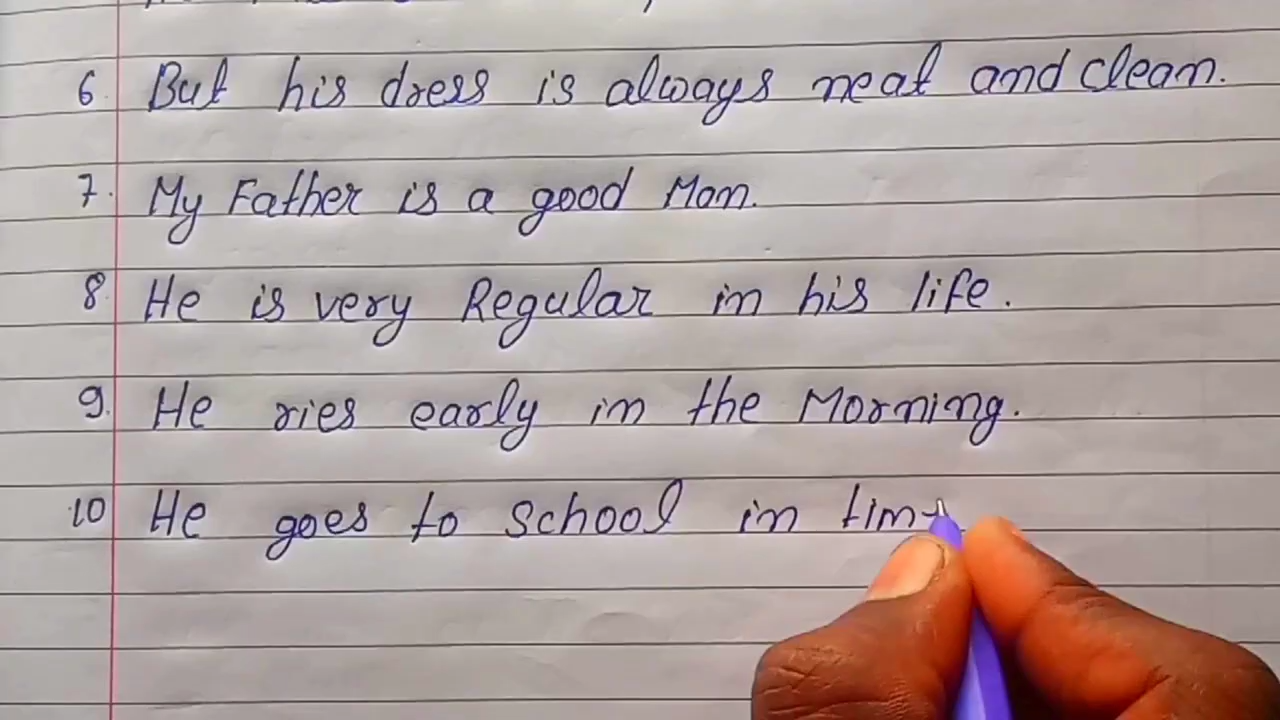 6. But his dress is always neat and clean.
7. My Father is a good Man.
8. He is very Regular in his life.
9. He ries early in the Morning.
10 He goes to School in tim